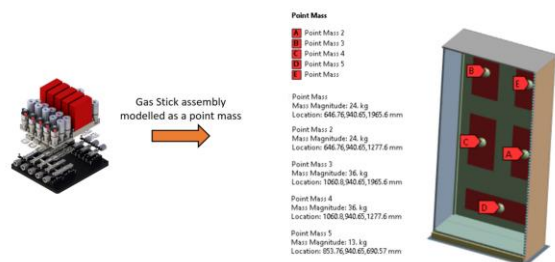 Gas Stick assembly
modelled as a point mass
Point Mass
A Point Mass 2
B Point Mass 3
C Point Mass 4
D Point Mass 5
E Point Mass
Point Mass
Mass Magnitude: 24. kg
Location: 646.76,940.65,1965.6 mm
Point Mass 2
Mass Magnitude: 24. kg
Location: 646.76,940.65,1277.6 mm
Point Mass 3
Mass Magnitude: 36. kg
Location: 1060.8,940.65,1965.6 mm
Point Mass 4
Mass Magnitude: 36. kg
Location: 1060.8,940.65,1277.6 mm
Point Mass 5
Mass Magnitude: 13. kg
Location: 853.76,940.65,690.57 mm
B
E
C
A
D